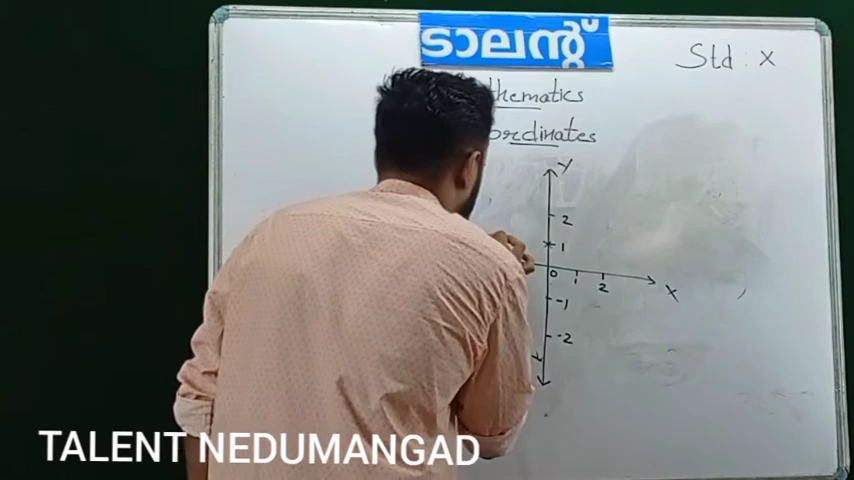 ടാലന്റ്
Std : X
thematics
ordinates
Y
2
1
0 1 2
X
-1
-2
TALENT NEDUMANGAD